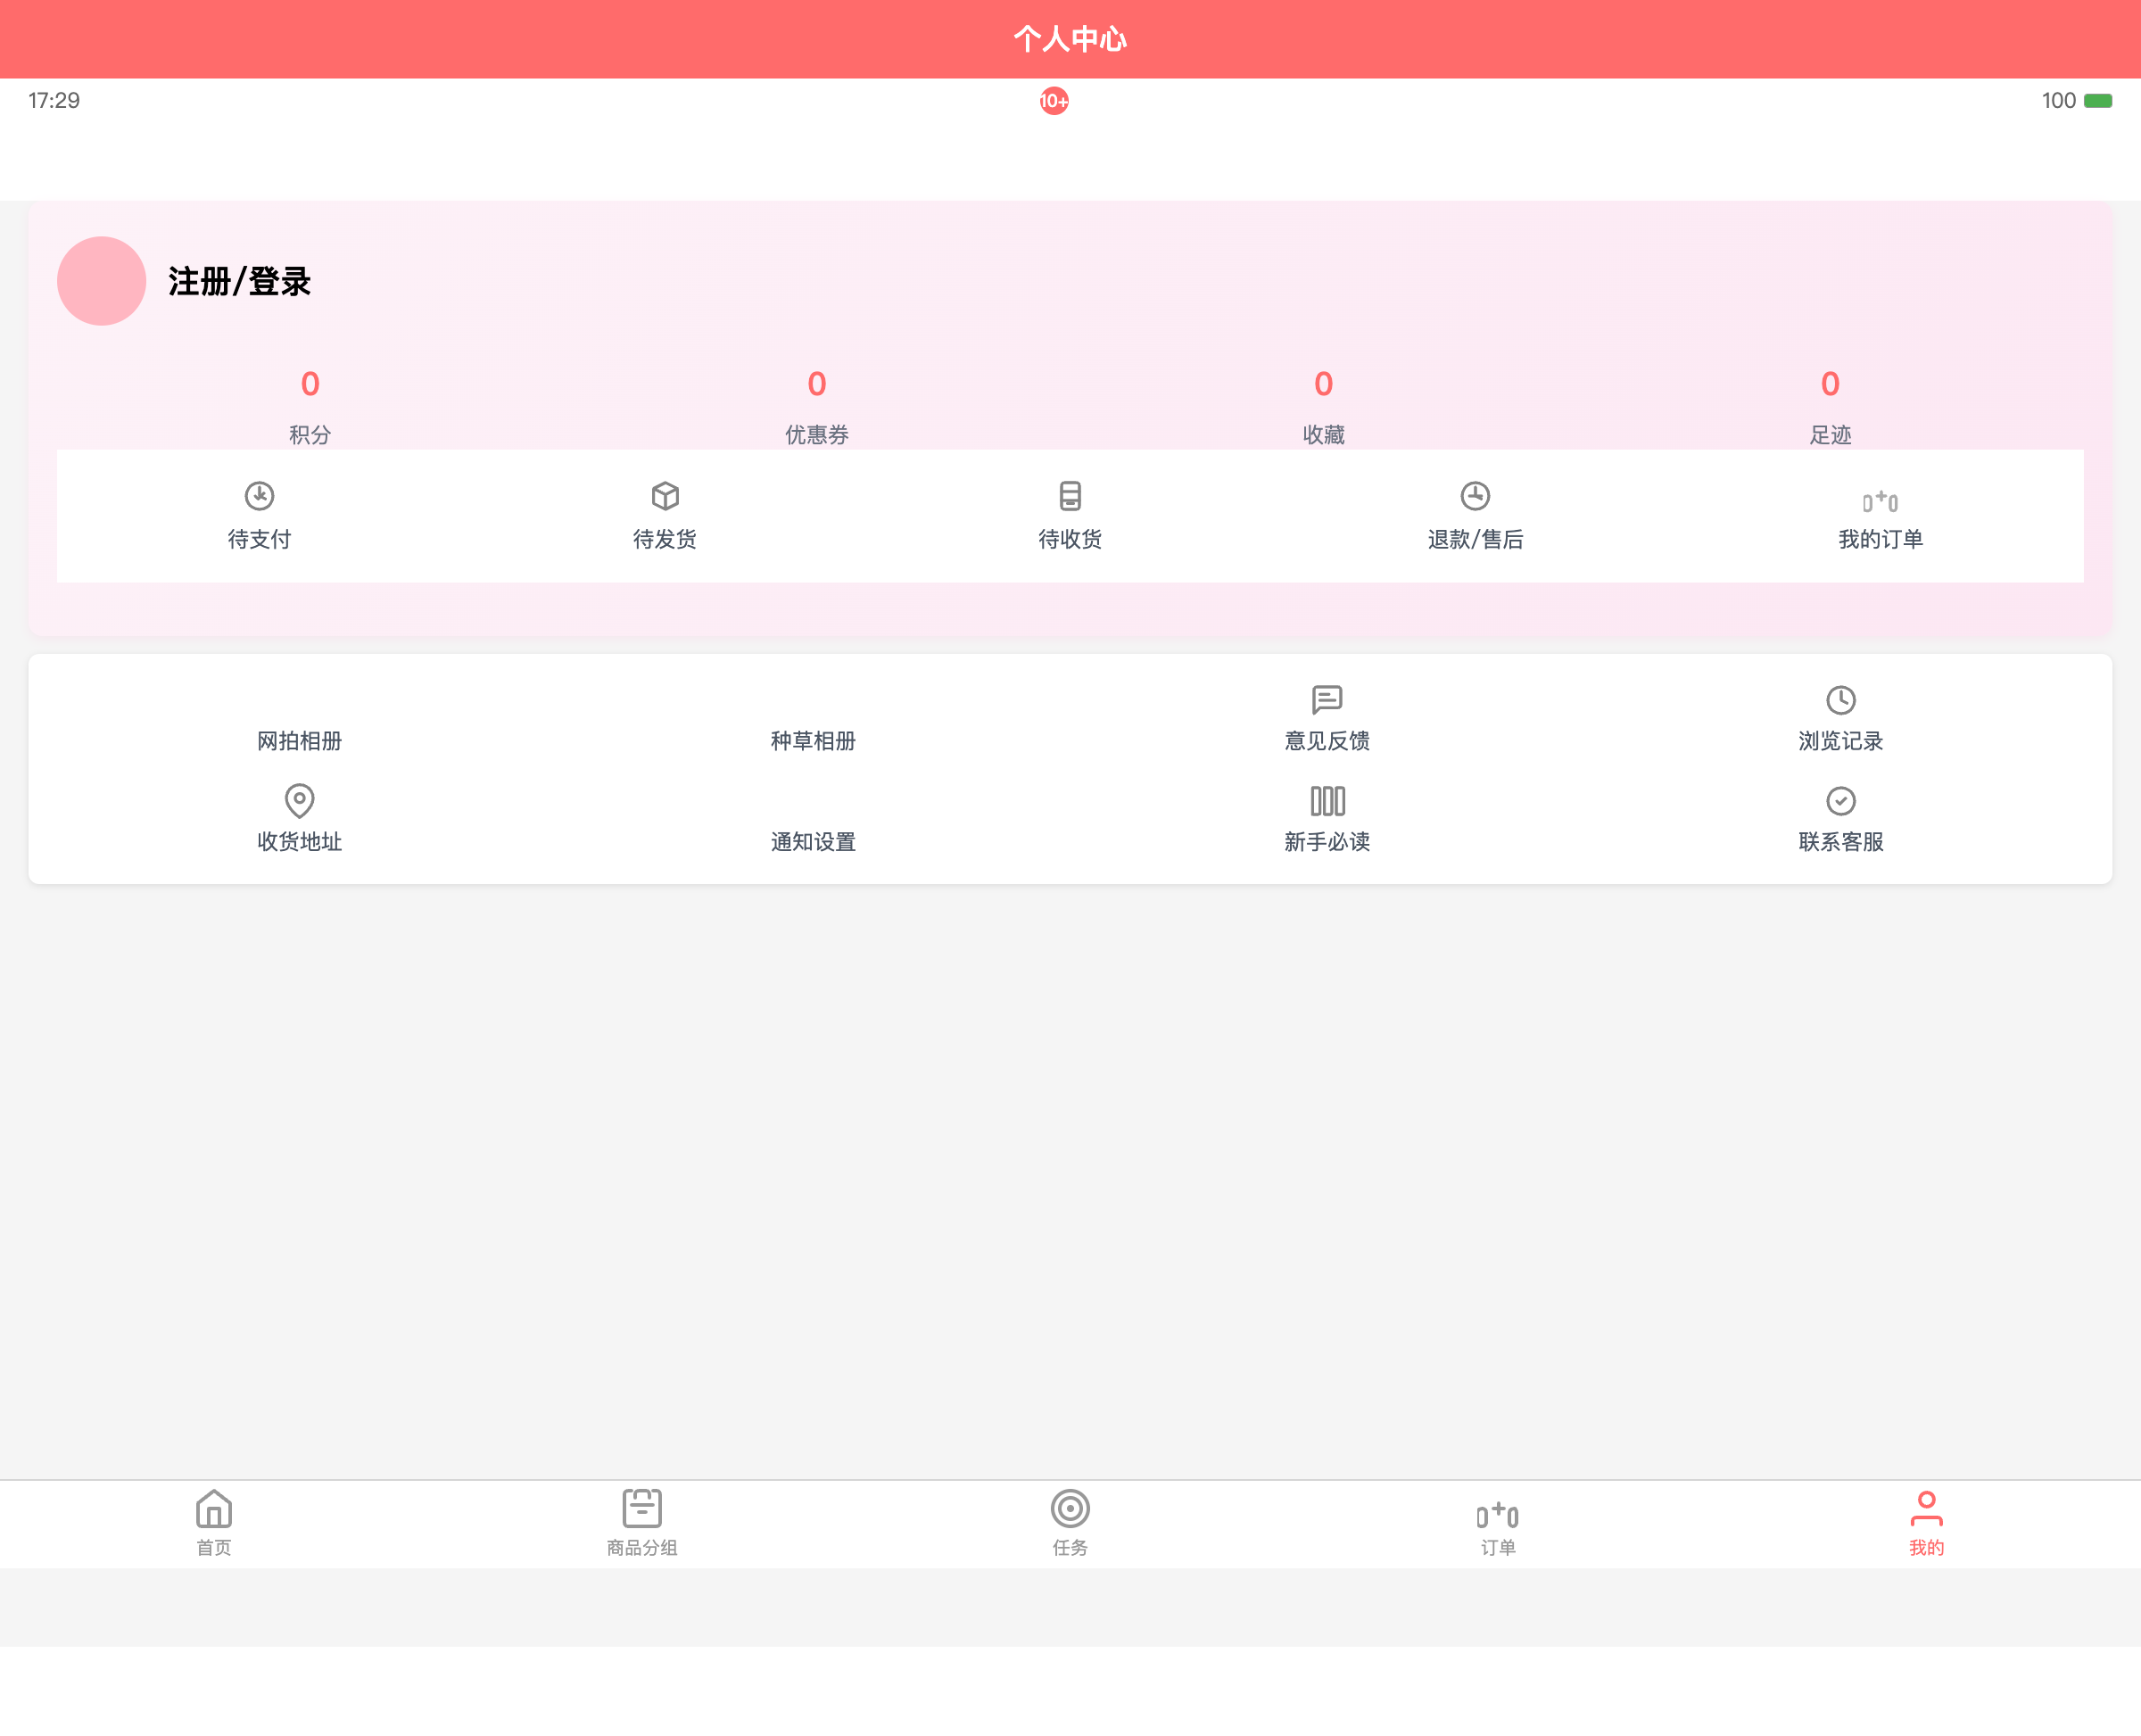 个人中心
17:29 10+ 100
注册/登录
0 0 0 0
积分 优惠券 收藏 足迹
待支付 待发货 待收货 退款/售后 我的订单
网拍相册 种草相册 意见反馈 浏览记录
收货地址 通知设置 新手必读 联系客服
首页 商品分组 任务 订单 我的